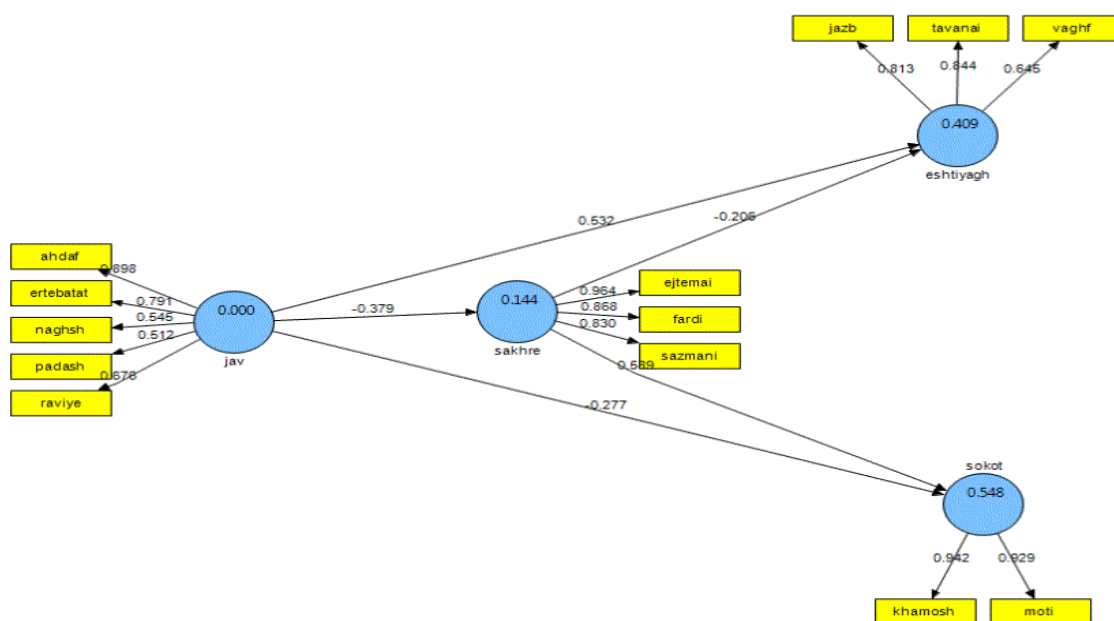 jazb
tavanai
vaghf
0.813
0.844
0.645
0.409
eshtiyagh
-0.206
0.532
ahdaf
0.898
ertebatat
0.791
naghsh
0.545
padash
0.512
raviye
0.678
0.000
jav
-0.379
0.144
sakhre
ejtemai
0.964
fardi
0.868
sazmani
0.830
0.589
-0.277
sokot
0.548
0.942
0.929
khamosh
moti